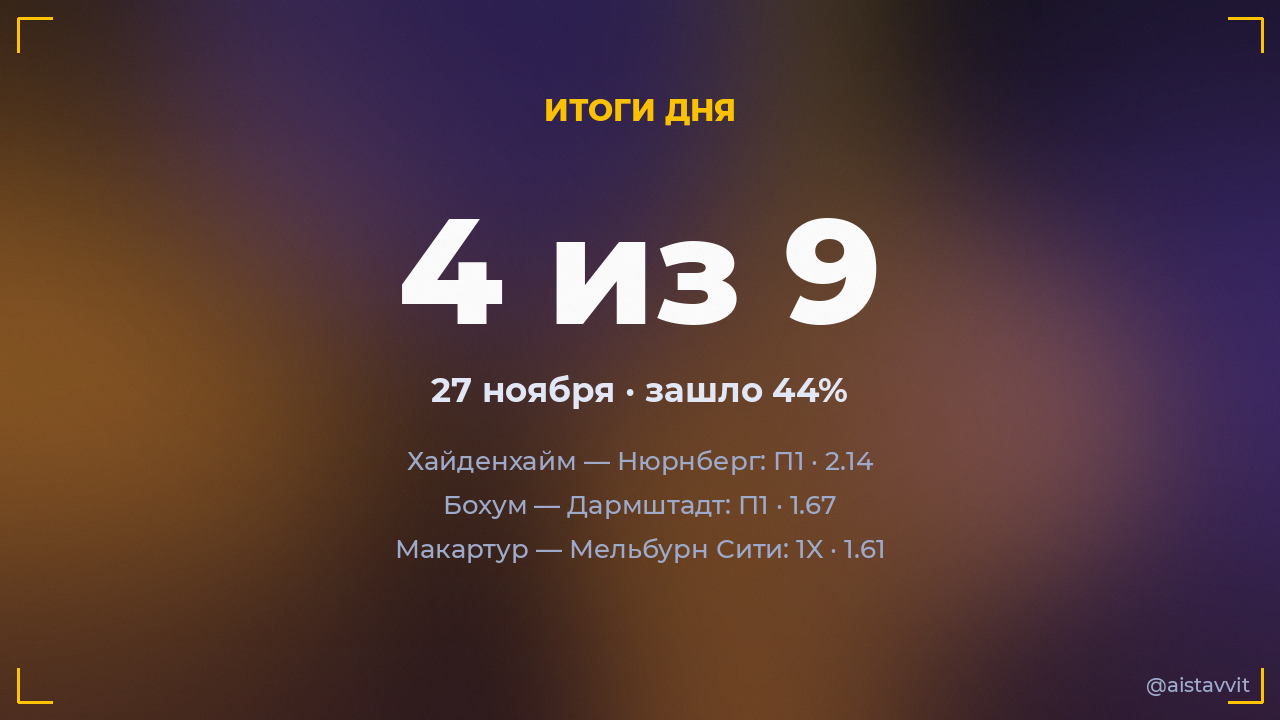 ИТОГИ ДНЯ
4 из 9
27 ноября · зашло 44%
Хайденхайм — Нюрнберг: П1 · 2.14
Бохум — Дармштадт: П1 · 1.67
Макартур — Мельбурн Сити: 1X · 1.61
@aistavvit